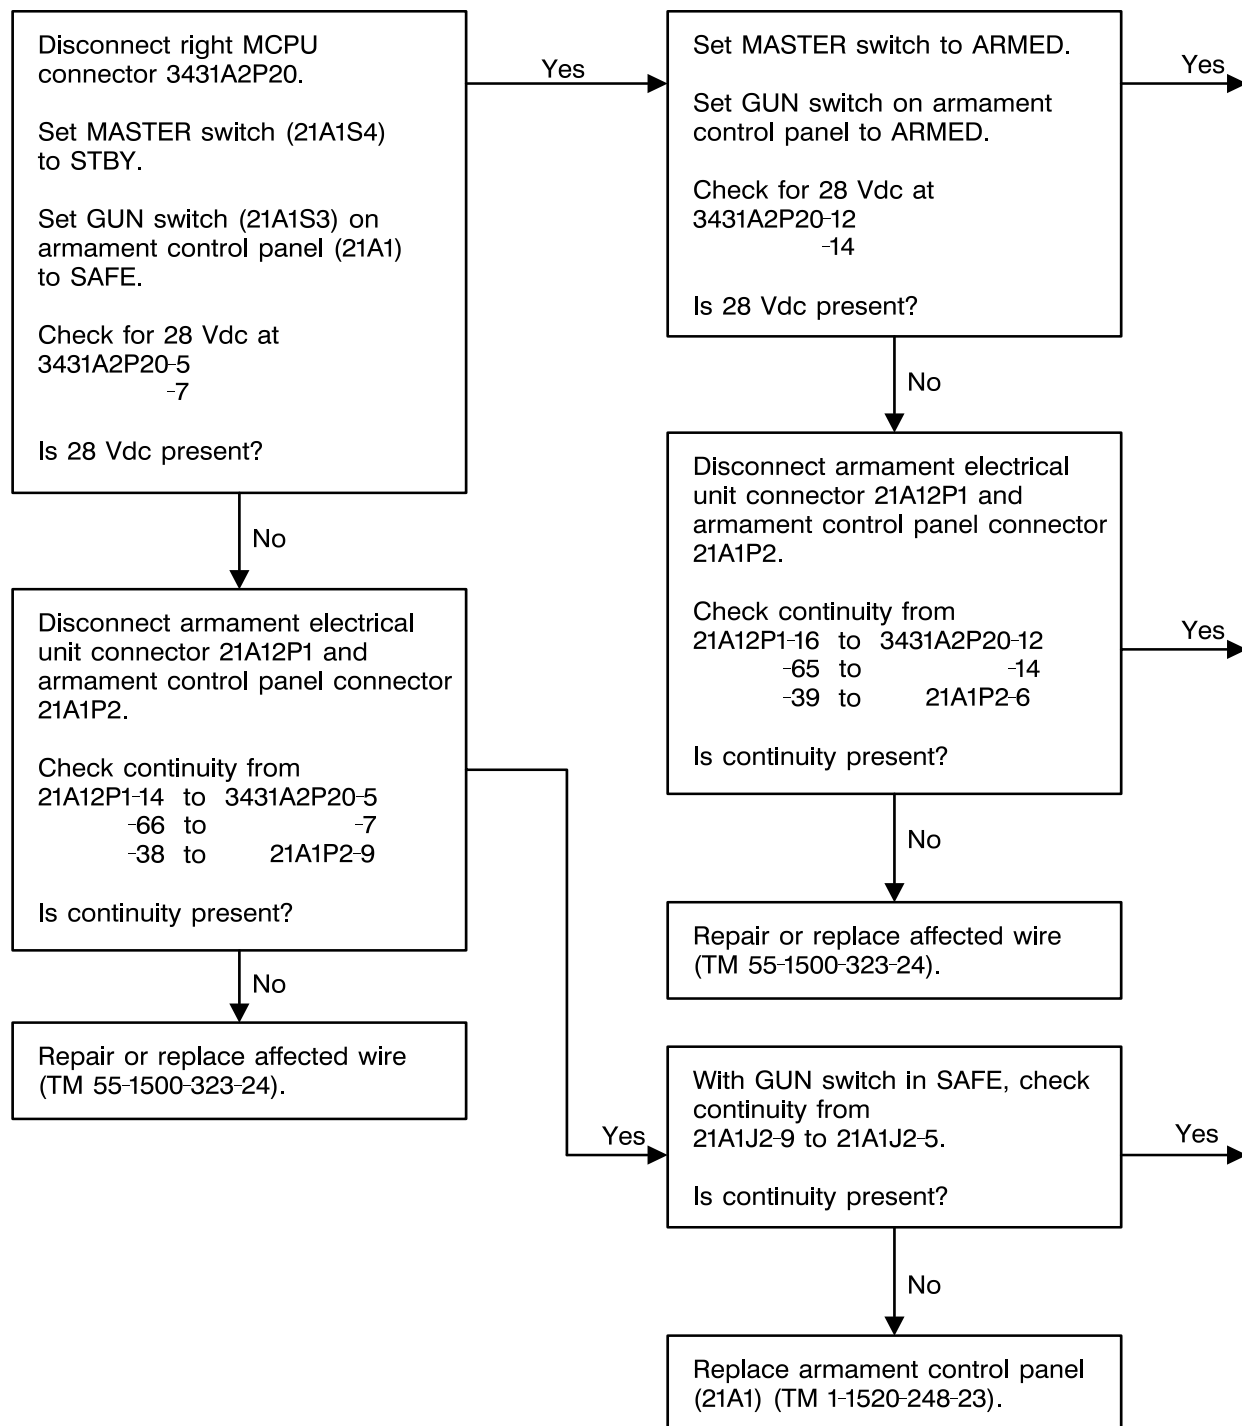 Disconnect right MCPU
connector 3431A2P20.
Set MASTER switch (21A1S4)
to STBY.
Set GUN switch (21A1S3) on
armament control panel (21A1)
to SAFE.
Check for 28 Vdc at
3431A2P20-5
-7
Is 28 Vdc present?
Yes
Set MASTER switch to ARMED.
Set GUN switch on armament
control panel to ARMED.
Check for 28 Vdc at
3431A2P20-12
-14
Is 28 Vdc present?
Yes
No
Disconnect armament electrical
unit connector 21A12P1 and
armament control panel connector
21A1P2.
Check continuity from
21A12P1-16 to 3431A2P20-12
-65 to -14
-39 to 21A1P2-6
Is continuity present?
Yes
No
Repair or replace affected wire
(TM 55-1500-323-24).
No
Disconnect armament electrical
unit connector 21A12P1 and
armament control panel connector
21A1P2.
Check continuity from
21A12P1-14 to 3431A2P20-5
-66 to -7
-38 to 21A1P2-9
Is continuity present?
No
Repair or replace affected wire
(TM 55-1500-323-24).
Yes
With GUN switch in SAFE, check
continuity from
21A1J2-9 to 21A1J2-5.
Is continuity present?
Yes
No
Replace armament control panel
(21A1) (TM 1-1520-248-23).